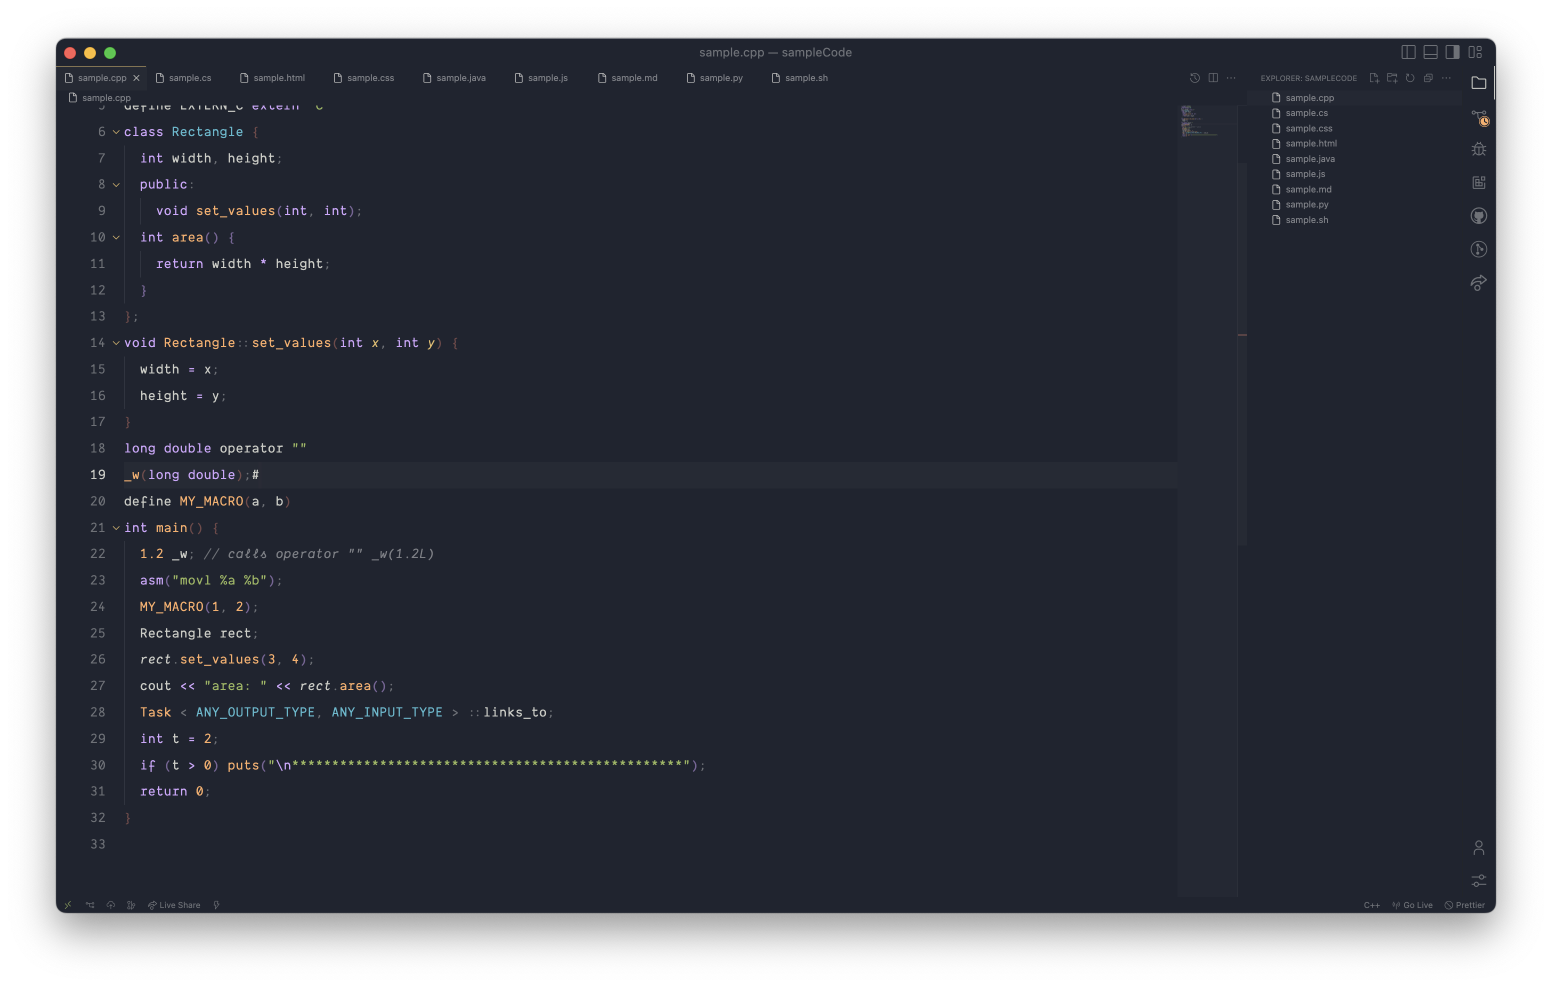 sample.cpp — sampleCode
sample.cpp sample.cs sample.html sample.css sample.java sample.js sample.md sample.py sample.sh
sample.cpp
5 define EXTERN_C extern "C"
6 class Rectangle {
7 int width, height;
8 public:
9 void set_values(int, int);
10 int area() {
11 return width * height;
12 }
13 };
14 void Rectangle::set_values(int x, int y) {
15 width = x;
16 height = y;
17 }
18 long double operator ""
19 _w(long double);#
20 define MY_MACRO(a, b)
21 int main() {
22 1.2 _w; // calls operator "" _w(1.2L)
23 asm("movl %a %b");
24 MY_MACRO(1, 2);
25 Rectangle rect;
26 rect.set_values(3, 4);
27 cout << "area: " << rect.area();
28 Task < ANY_OUTPUT_TYPE, ANY_INPUT_TYPE > ::links_to;
29 int t = 2;
30 if (t > 0) puts("\n*************************************************");
31 return 0;
32 }
33
EXPLORER: SAMPLECODE
sample.cpp
sample.cs
sample.css
sample.html
sample.java
sample.js
sample.md
sample.py
sample.sh
Live Share
C++ Go Live Prettier